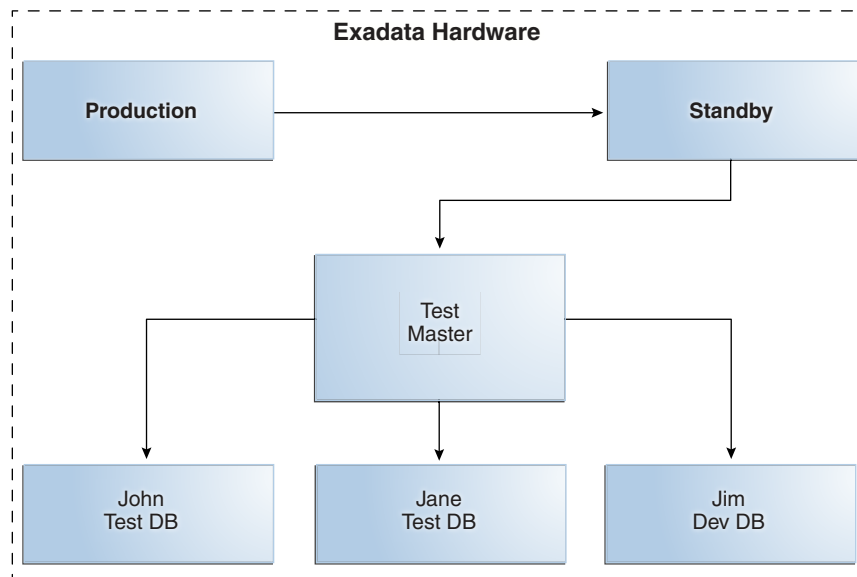 Exadata Hardware
Production
Standby
Test
Master
John
Test DB
Jane
Test DB
Jim
Dev DB